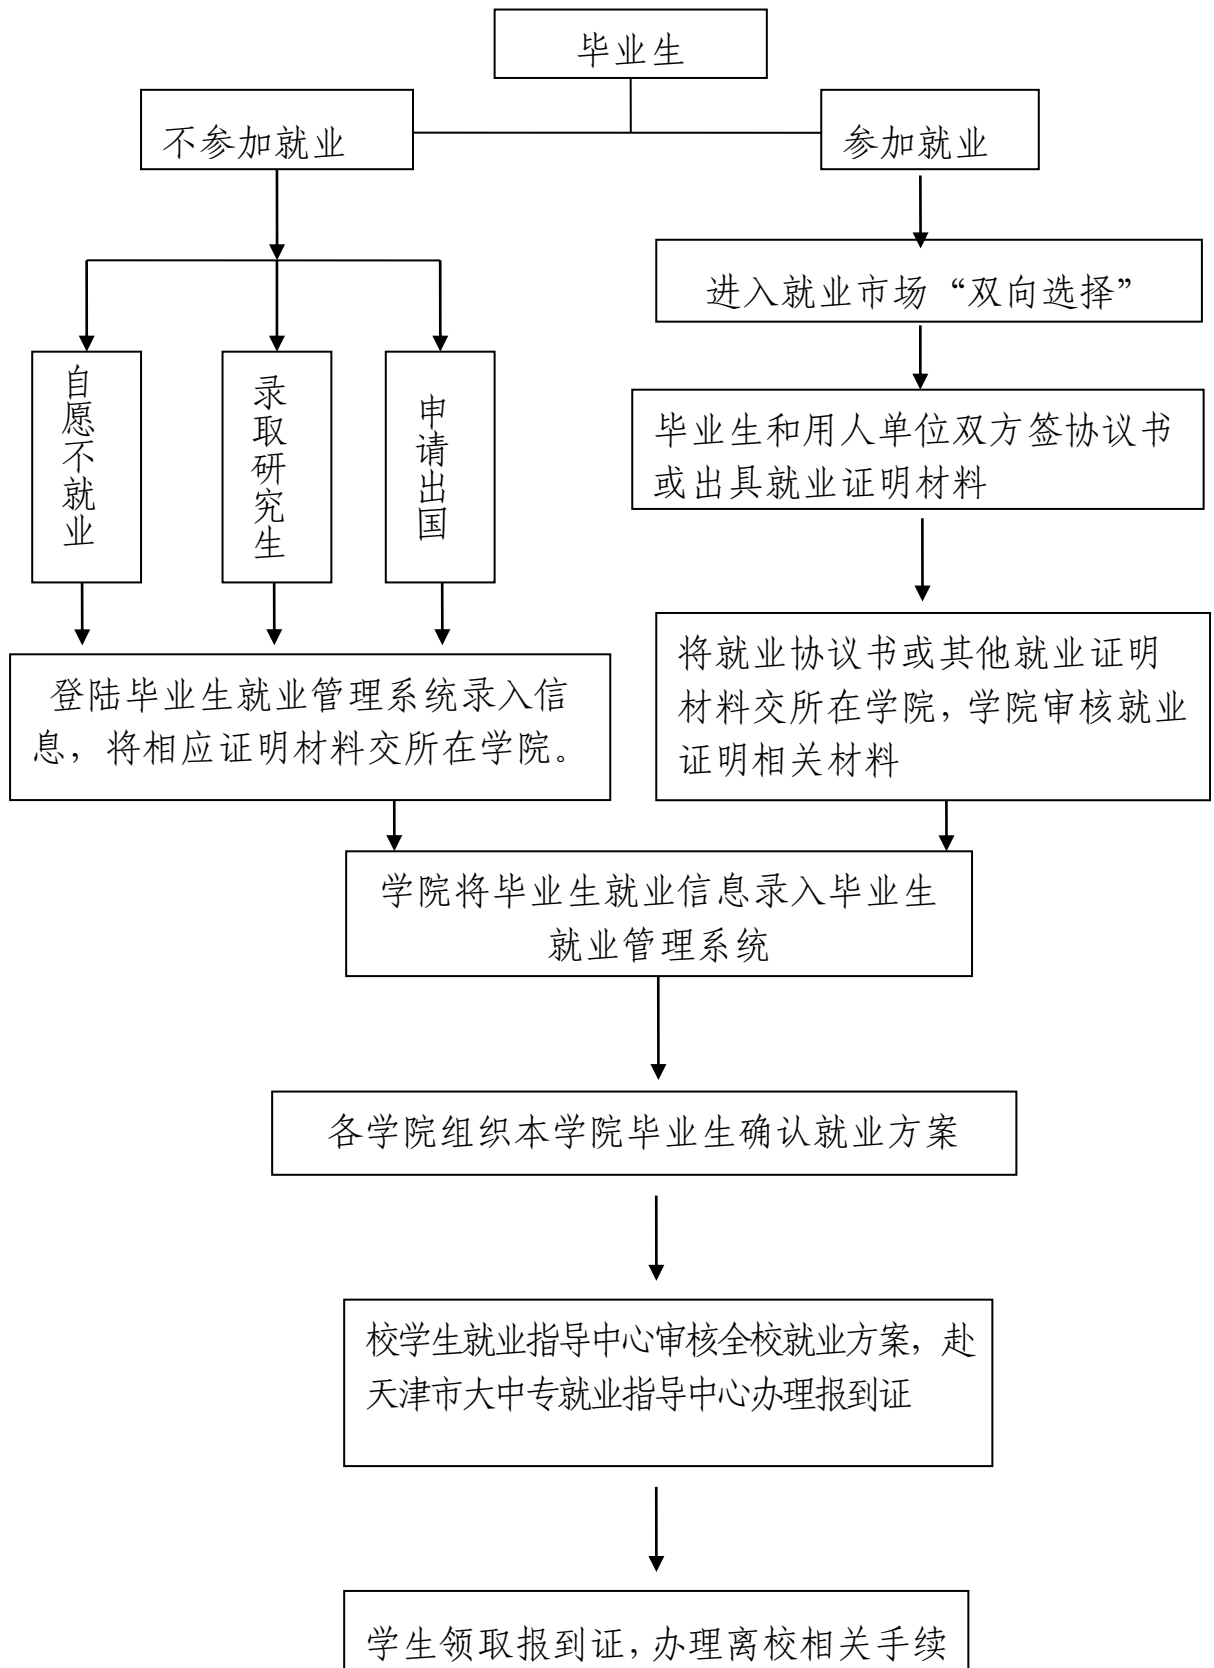 毕业生
不参加就业
参加就业
进入就业市场“双向选择”
自愿不就业
录取研究生
申请出国
毕业生和用人单位双方签协议书
或出具就业证明材料
登陆毕业生就业管理系统录入信
息，将相应证明材料交所在学院。
将就业协议书或其他就业证明
材料交所在学院，学院审核就业
证明相关材料
学院将毕业生就业信息录入毕业生
就业管理系统
各学院组织本学院毕业生确认就业方案
校学生就业指导中心审核全校就业方案，赴
天津市大中专就业指导中心办理报到证
学生领取报到证，办理离校相关手续